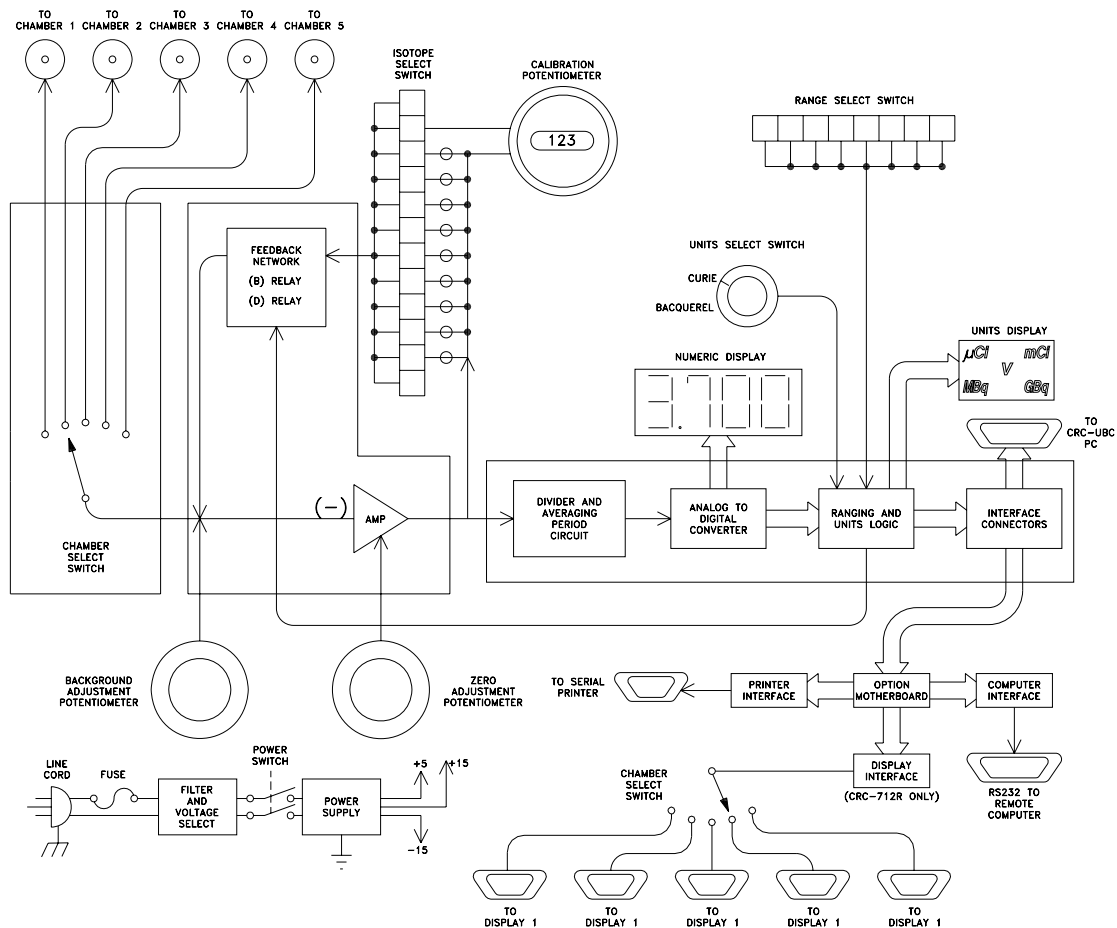 TO CHAMBER 1
TO CHAMBER 2
TO CHAMBER 3
TO CHAMBER 4
TO CHAMBER 5
ISOTOPE
SELECT
SWITCH
CALIBRATION
POTENTIOMETER
123
RANGE SELECT SWITCH
FEEDBACK
NETWORK
(B) RELAY
(D) RELAY
UNITS SELECT SWITCH
CURIE
BACQUEREL
NUMERIC DISPLAY
3.700
UNITS DISPLAY
µCi mCi
V
MBq GBq
TO
CRC-UBC
PC
CHAMBER
SELECT
SWITCH
(-)
AMP
DIVIDER AND
AVERAGING
PERIOD
CIRCUIT
ANALOG TO
DIGITAL
CONVERTER
RANGING AND
UNITS LOGIC
INTERFACE
CONNECTORS
BACKGROUND
ADJUSTMENT
POTENTIOMETER
ZERO
ADJUSTMENT
POTENTIOMETER
TO SERIAL
PRINTER
PRINTER
INTERFACE
OPTION
MOTHERBOARD
COMPUTER
INTERFACE
DISPLAY
INTERFACE
(CRC-712R ONLY)
RS232 TO
REMOTE
COMPUTER
LINE
CORD
FUSE
FILTER
AND
VOLTAGE
SELECT
POWER
SWITCH
POWER
SUPPLY
+5
+15
-15
CHAMBER
SELECT
SWITCH
TO
DISPLAY 1
TO
DISPLAY 1
TO
DISPLAY 1
TO
DISPLAY 1
TO
DISPLAY 1